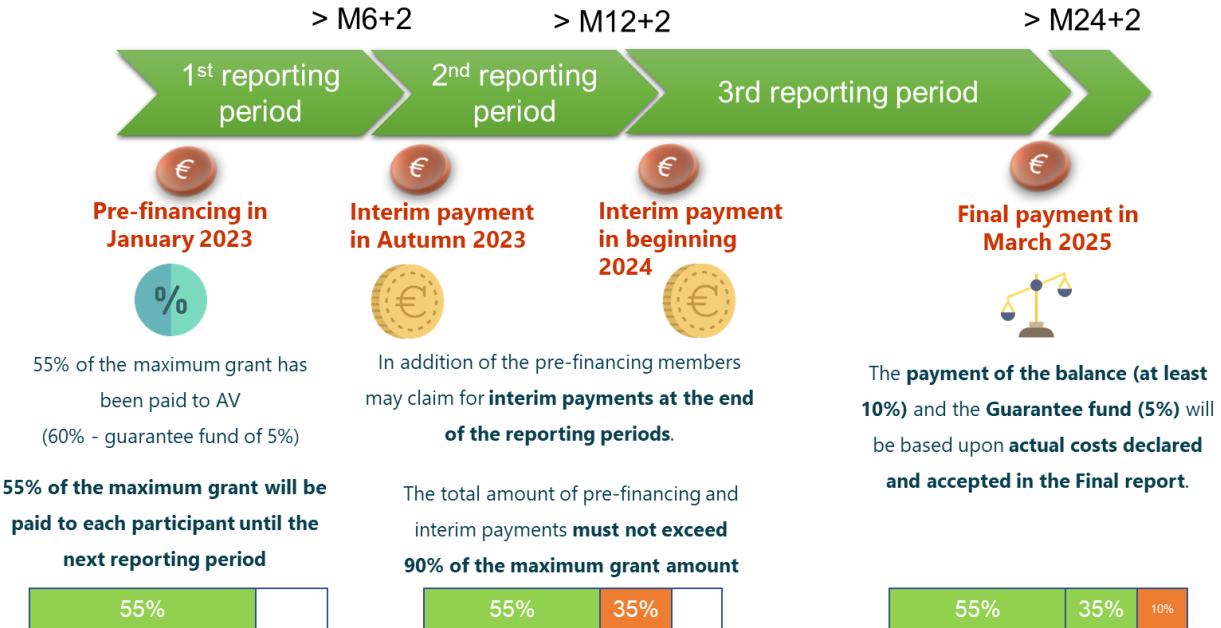 > M6+2
> M12+2
> M24+2
1st reporting
period
2nd reporting
period
3rd reporting period
€
€
€
€
Pre-financing in
January 2023
Interim payment
in Autumn 2023
Interim payment
in beginning
2024
Final payment in
March 2025
%
€
€
55% of the maximum grant has
been paid to AV
(60% - guarantee fund of 5%)
55% of the maximum grant will be
paid to each participant until the
next reporting period
In addition of the pre-financing members
may claim for interim payments at the end
of the reporting periods.
The total amount of pre-financing and
interim payments must not exceed
90% of the maximum grant amount
The payment of the balance (at least
10%) and the Guarantee fund (5%) will
be based upon actual costs declared
and accepted in the Final report.
55%
55% 35%
55% 35% 10%